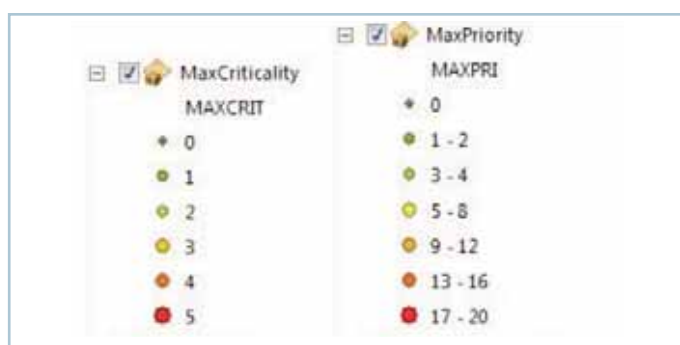 MaxCriticality
MAXCRIT
0
1
2
3
4
5
MaxPriority
MAXPRI
0
1 - 2
3 - 4
5 - 8
9 - 12
13 - 16
17 - 20